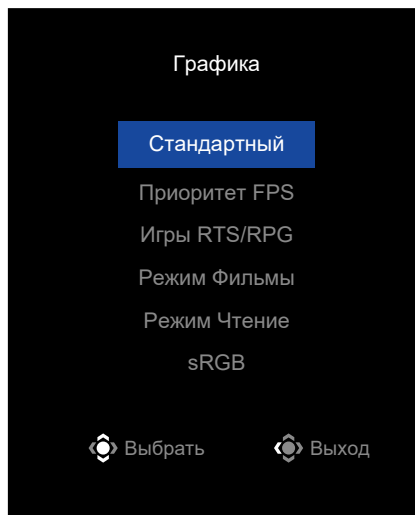 Графика
Стандартный
Приоритет FPS
Игры RTS/RPG
Режим Фильмы
Режим Чтение
sRGB
Выбрать Выход